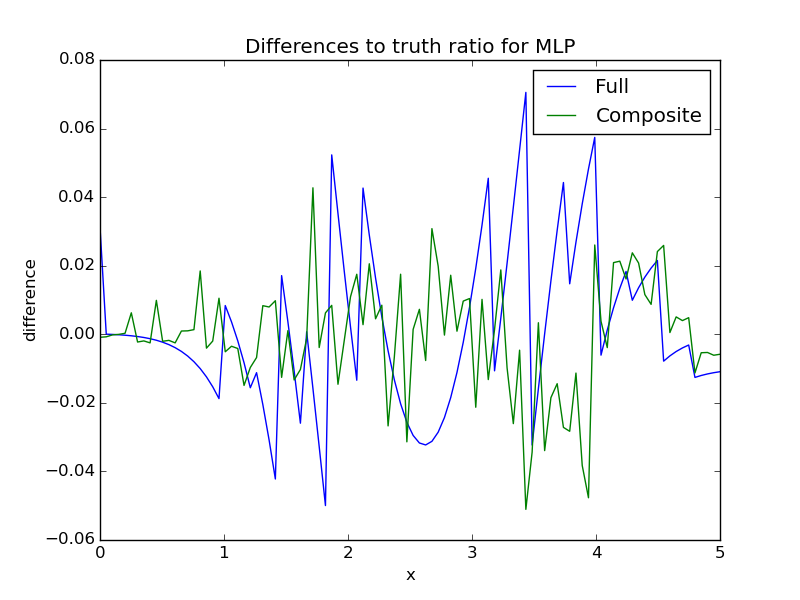 Differences to truth ratio for MLP
0.08
0.06
0.04
0.02
0.00
−0.02
−0.04
−0.06
difference
Full
Composite
0 1 2 3 4 5
x